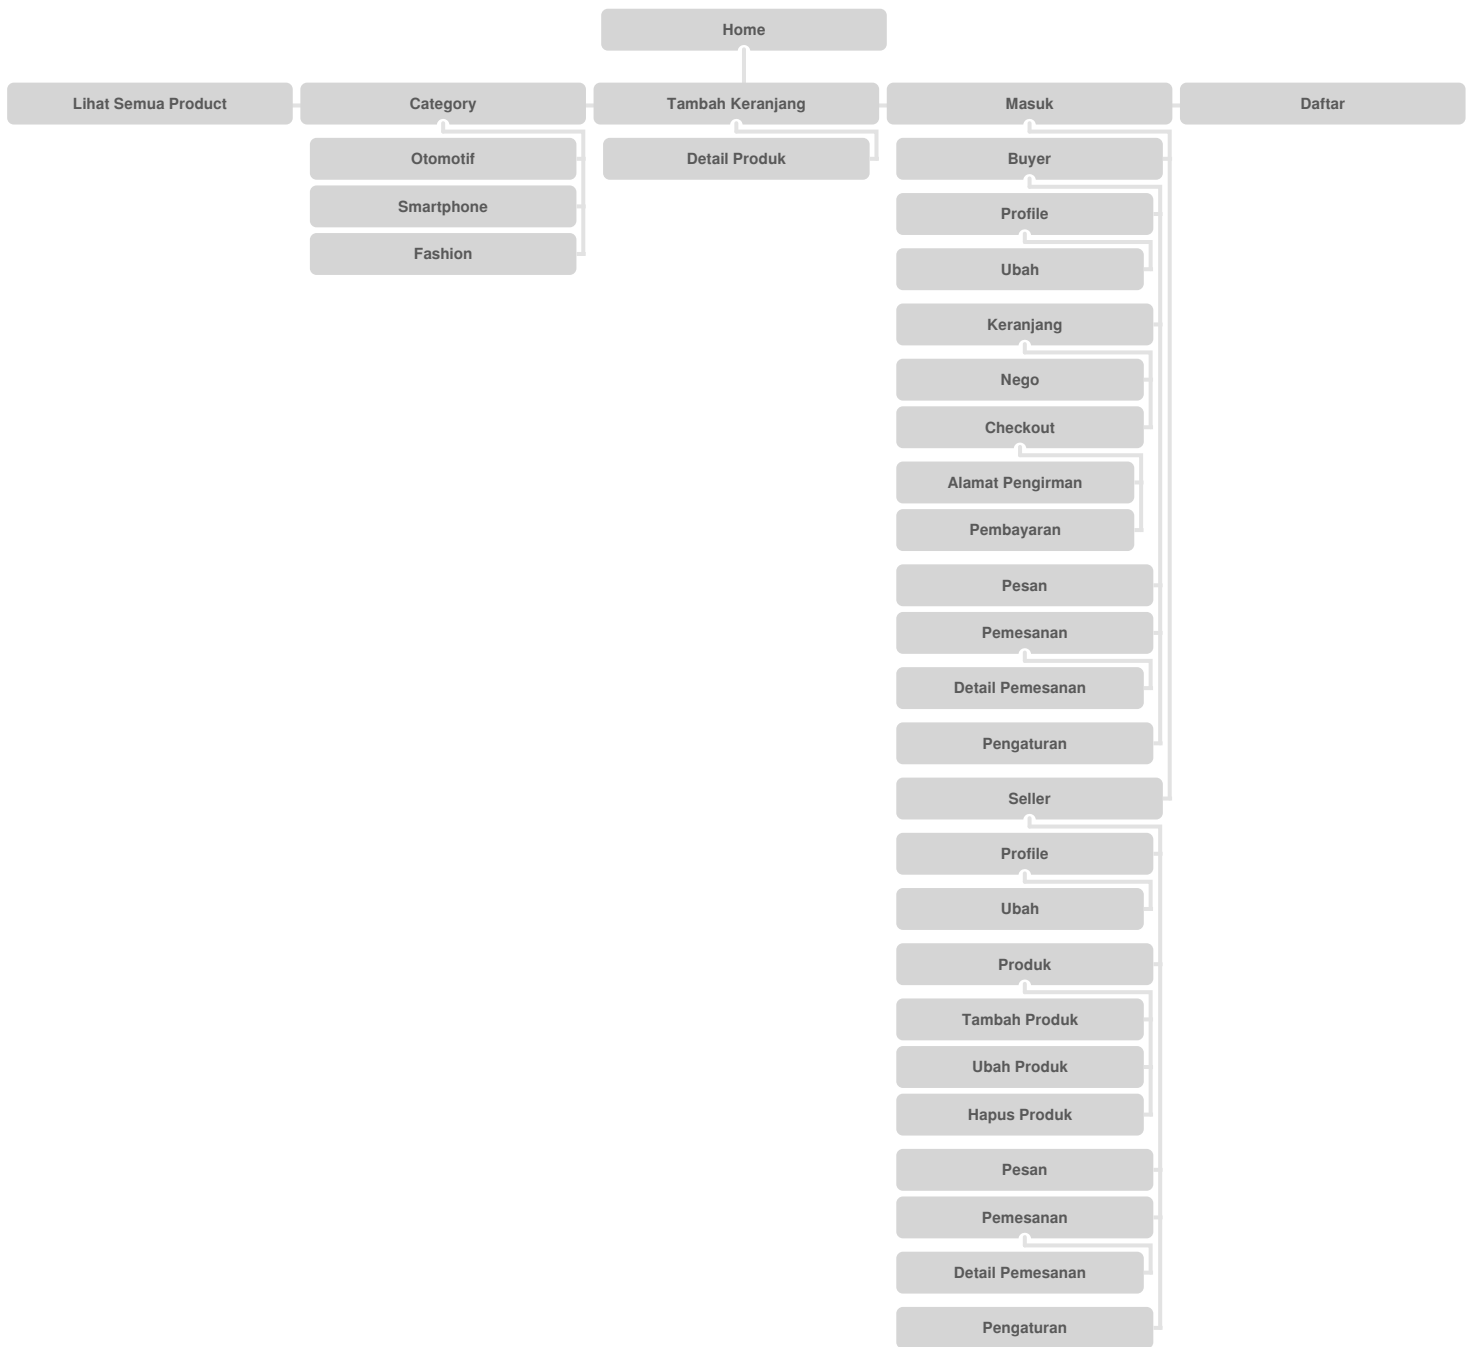 Home
Lihat Semua Product
Category
Tambah Keranjang
Masuk
Daftar
Otomotif
Smartphone
Fashion
Detail Produk
Buyer
Profile
Ubah
Keranjang
Nego
Checkout
Alamat Pengirman
Pembayaran
Pesan
Pemesanan
Detail Pemesanan
Pengaturan
Seller
Profile
Ubah
Produk
Tambah Produk
Ubah Produk
Hapus Produk
Pesan
Pemesanan
Detail Pemesanan
Pengaturan